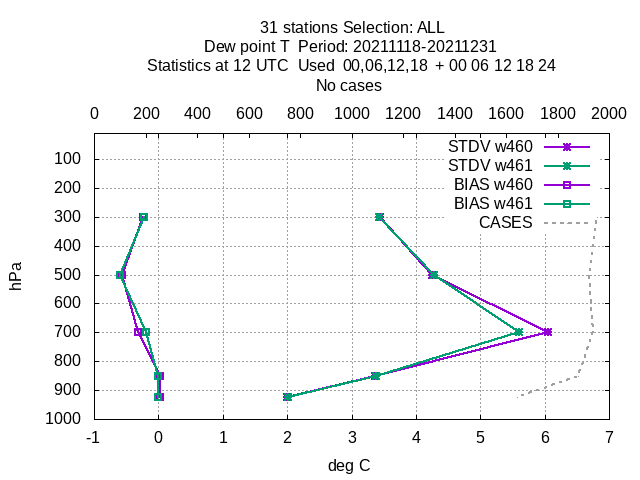 31 stations Selection: ALL
Dew point T  Period: 20211118-20211231
Statistics at 12 UTC  Used  00,06,12,18  + 00 06 12 18 24
No cases
0 200 400 600 800 1000 1200 1400 1600 1800 2000
STDV w460
STDV w461
BIAS w460
BIAS w461
CASES
100
200
300
400
500
600
700
800
900
1000
hPa
-1 0 1 2 3 4 5 6 7
deg C